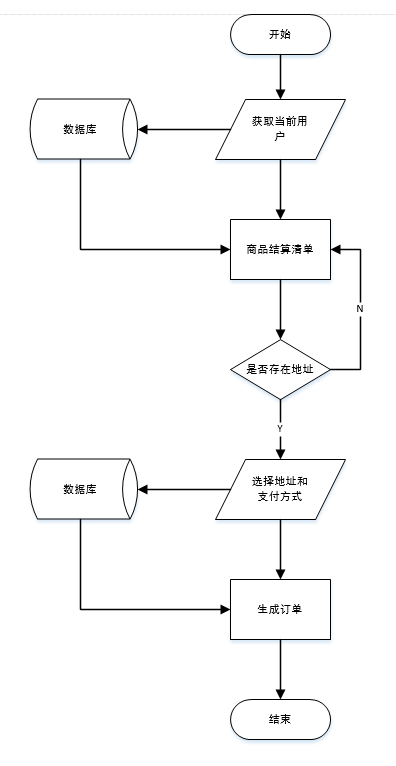 开始
数据库
获取当前用
户
商品结算清单
N
是否存在地址
Y
数据库
选择地址和
支付方式
生成订单
结束